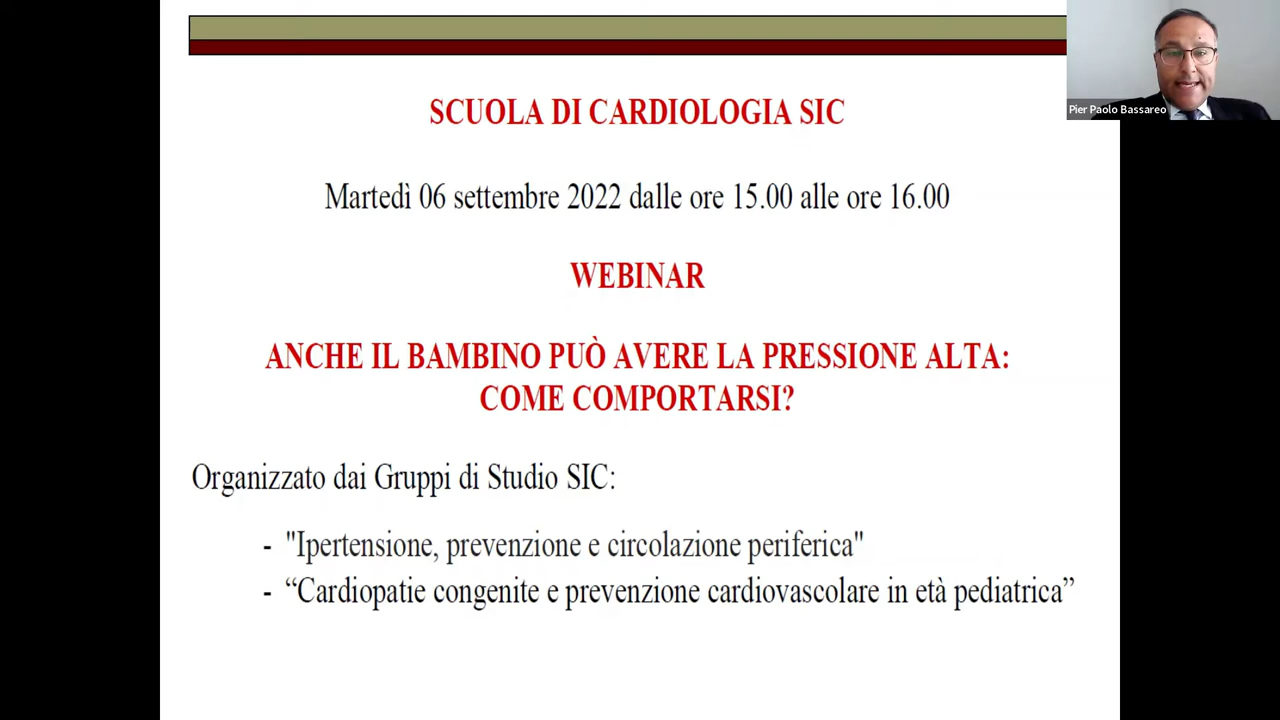 SCUOLA DI CARDIOLOGIA SIC
Pier Paolo Bassareo
Martedì 06 settembre 2022 dalle ore 15.00 alle ore 16.00
WEBINAR
ANCHE IL BAMBINO PUÒ AVERE LA PRESSIONE ALTA:
COME COMPORTARSI?
Organizzato dai Gruppi di Studio SIC:
- "Ipertensione, prevenzione e circolazione periferica"
- “Cardiopatie congenite e prevenzione cardiovascolare in età pediatrica”